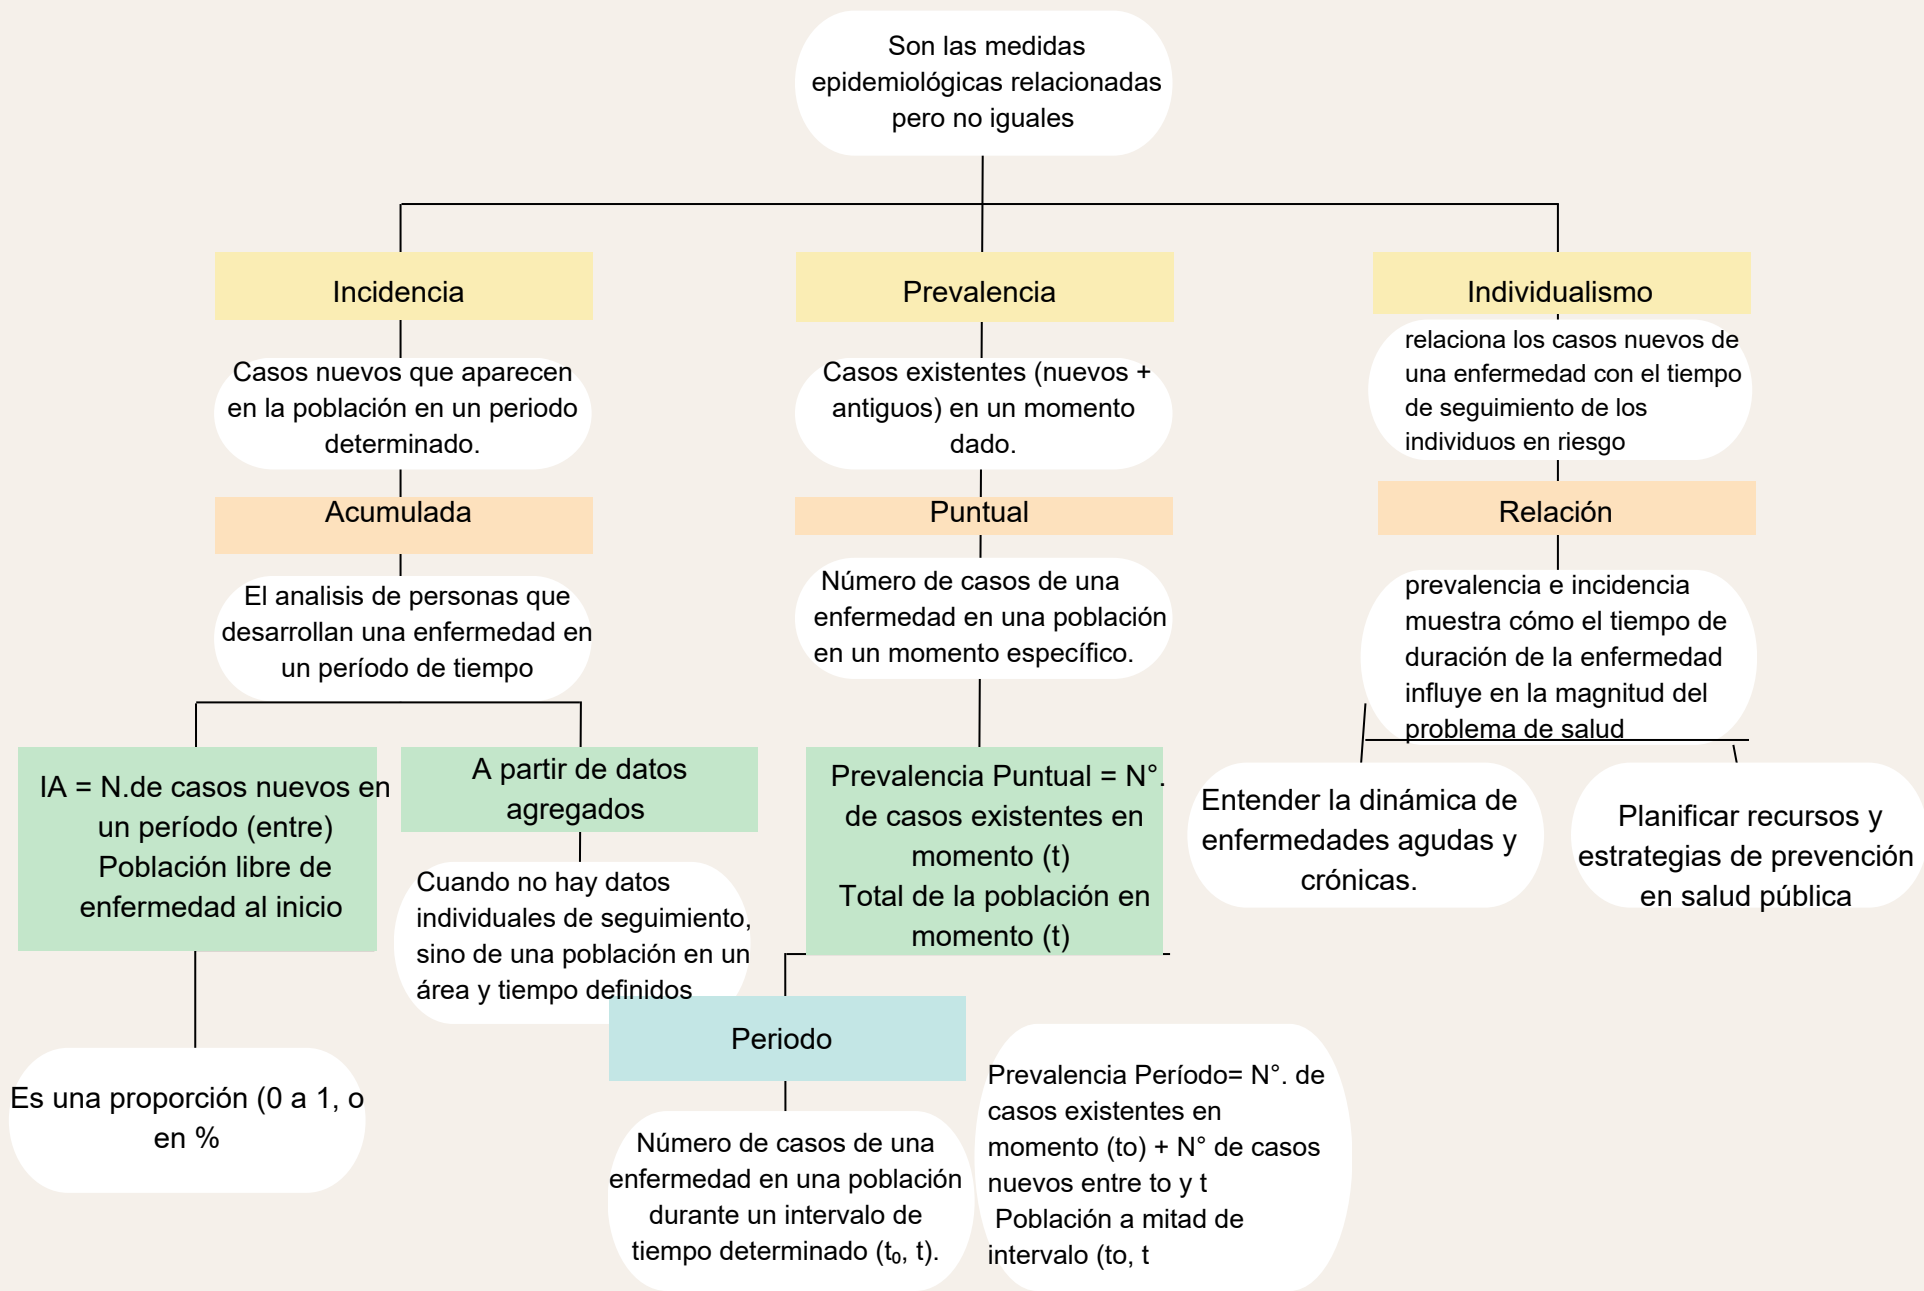 Son las medidas
epidemiológicas relacionadas
pero no iguales
Incidencia
Casos nuevos que aparecen
en la población en un periodo
determinado.
Acumulada
El analisis de personas que
desarrollan una enfermedad en
un período de tiempo
IA = N.de casos nuevos en
un período (entre)
Población libre de
enfermedad al inicio
Es una proporción (0 a 1, o
en %
A partir de datos
agregados
Cuando no hay datos
individuales de seguimiento,
sino de una población en un
área y tiempo definidos
Prevalencia
Casos existentes (nuevos +
antiguos) en un momento
dado.
Puntual
Número de casos de una
enfermedad en una población
en un momento específico.
Prevalencia Puntual = N°.
de casos existentes en
momento (t)
Total de la población en
momento (t)
Periodo
Número de casos de una
enfermedad en una población
durante un intervalo de
tiempo determinado (t₀, t).
Prevalencia Período= N°. de
casos existentes en
momento (to) + N° de casos
nuevos entre to y t
Población a mitad de
intervalo (to, t
Individualismo
relaciona los casos nuevos de
una enfermedad con el tiempo
de seguimiento de los
individuos en riesgo
Relación
prevalencia e incidencia
muestra cómo el tiempo de
duración de la enfermedad
influye en la magnitud del
problema de salud
Entender la dinámica de
enfermedades agudas y
crónicas.
Planificar recursos y
estrategias de prevención
en salud pública